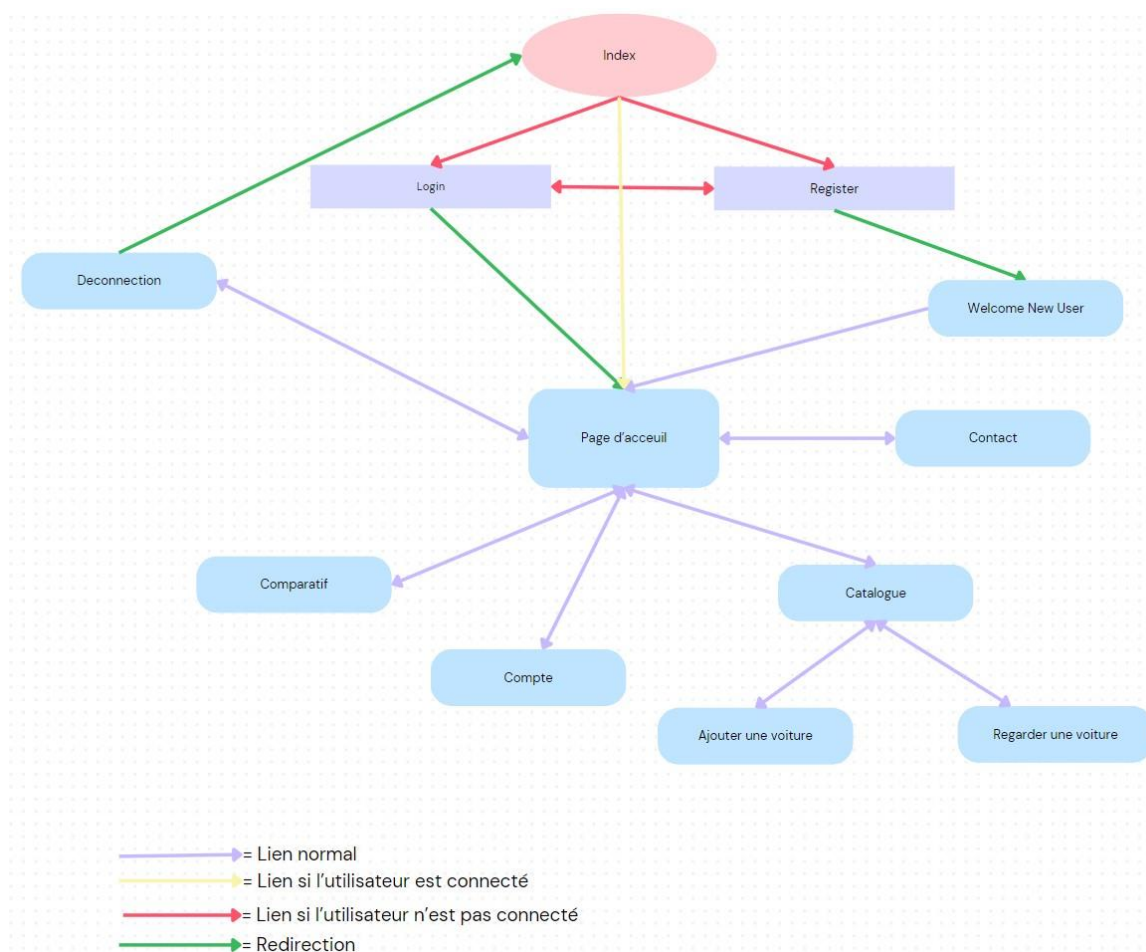 Index
Login
Register
Deconnection
Welcome New User
Page d'acceuil
Contact
Comparatif
Catalogue
Compte
Ajouter une voiture
Regarder une voiture
= Lien normal
= Lien si l'utilisateur est connecté
= Lien si l'utilisateur n'est pas connecté
= Redirection